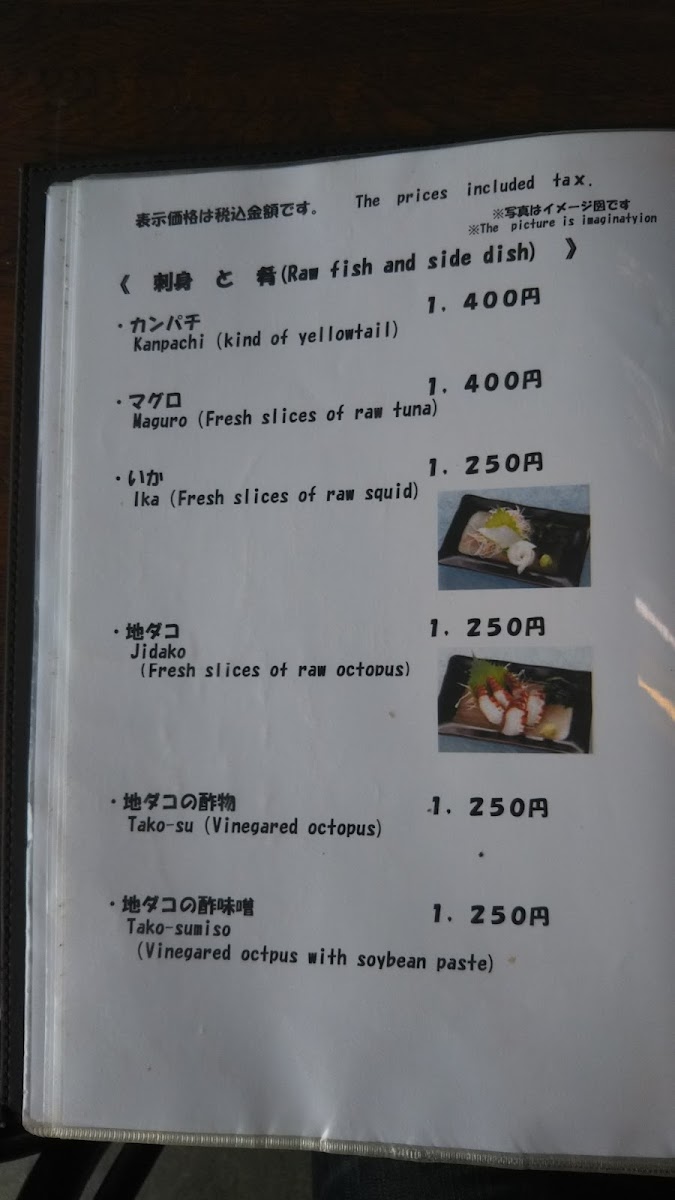 表示価格は税込金額です。 The prices included tax.
※写真はイメージ図です
※The picture is imaginatyion
《 刺身 と 肴(Raw fish and side dish) 》
・カンパチ 1.400円
Kanpachi (kind of yellowtail)
・マグロ 1.400円
Maguro (Fresh slices of raw tuna)
・いか 1.250円
Ika (Fresh slices of raw squid)
・地ダコ 1.250円
Jidako
(Fresh slices of raw octopus)
・地ダコの酢物 1.250円
Tako-su (Vinegared octopus)
・地ダコの酢味噌 1.250円
Tako-sumiso
(Vinegared octpus with soybean paste)